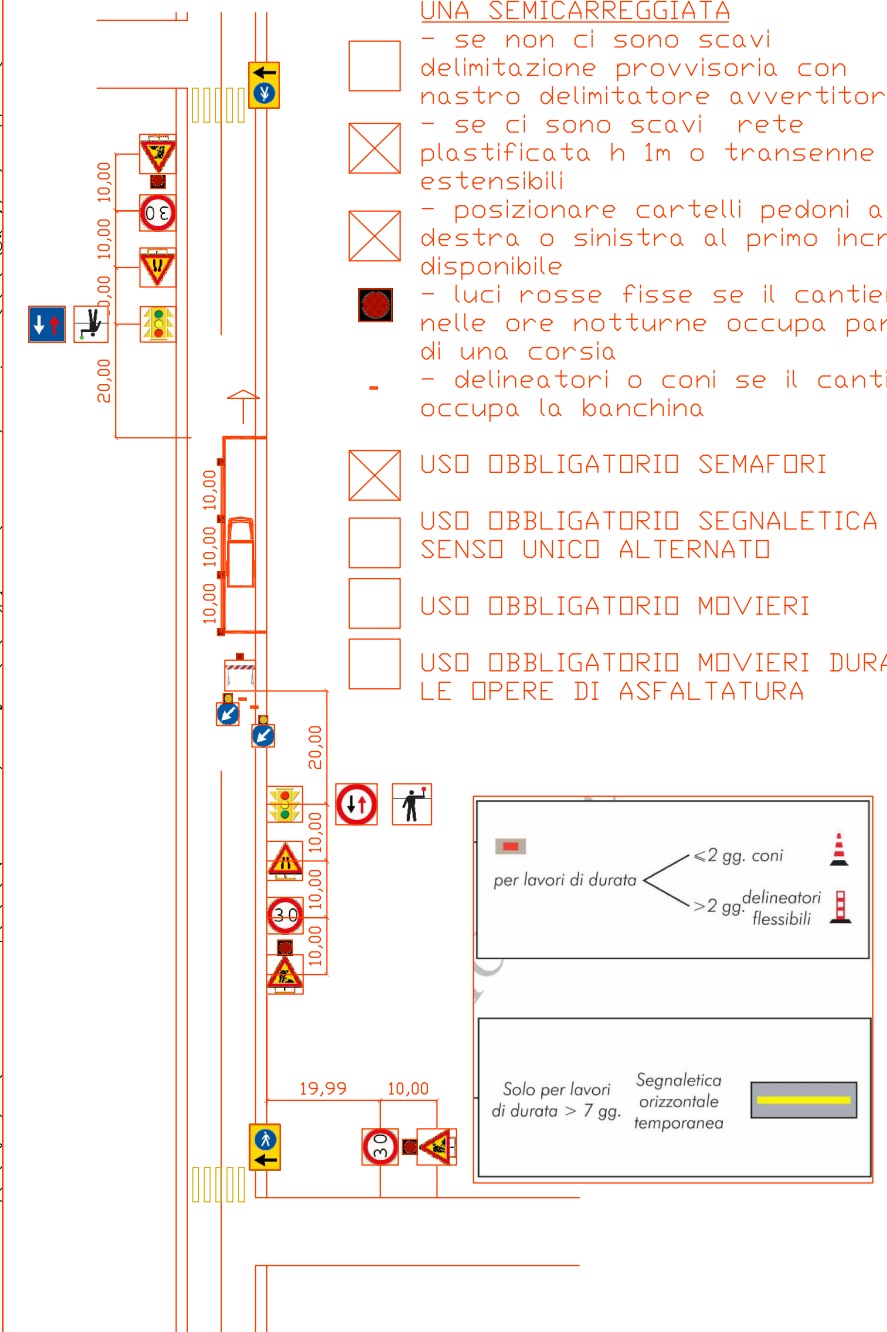 UNA SEMICARREGGIATA
- se non ci sono scavi
delimitazione provvisoria con
nastro delimitatore avvertitor
- se ci sono scavi rete
plastificata h 1m o transenne
estensibili
- posizionare cartelli pedoni a
destra o sinistra al primo incr
disponibile
- luci rosse fisse se il cantier
nelle ore notturne occupa par
di una corsia
- delineatori o coni se il canti
occupa la banchina
USO OBBLIGATORIO SEMAFORI
USO OBBLIGATORIO SEGNALETICA
SENSO UNICO ALTERNATO
USO OBBLIGATORIO MOVIERI
USO OBBLIGATORIO MOVIERI DURA
LE OPERE DI ASFALTATURA
10,00
30
10,00
0,00
20,00
10,00
10,00
10,00
20,00
10,00
10,00
30
10,00
19,99
10,00
30
per lavori di durata
⩽2 gg. coni
>2 gg. delineatori
flessibili
Solo per lavori
di durata > 7 gg.
Segnaletica
orizzontale
temporanea